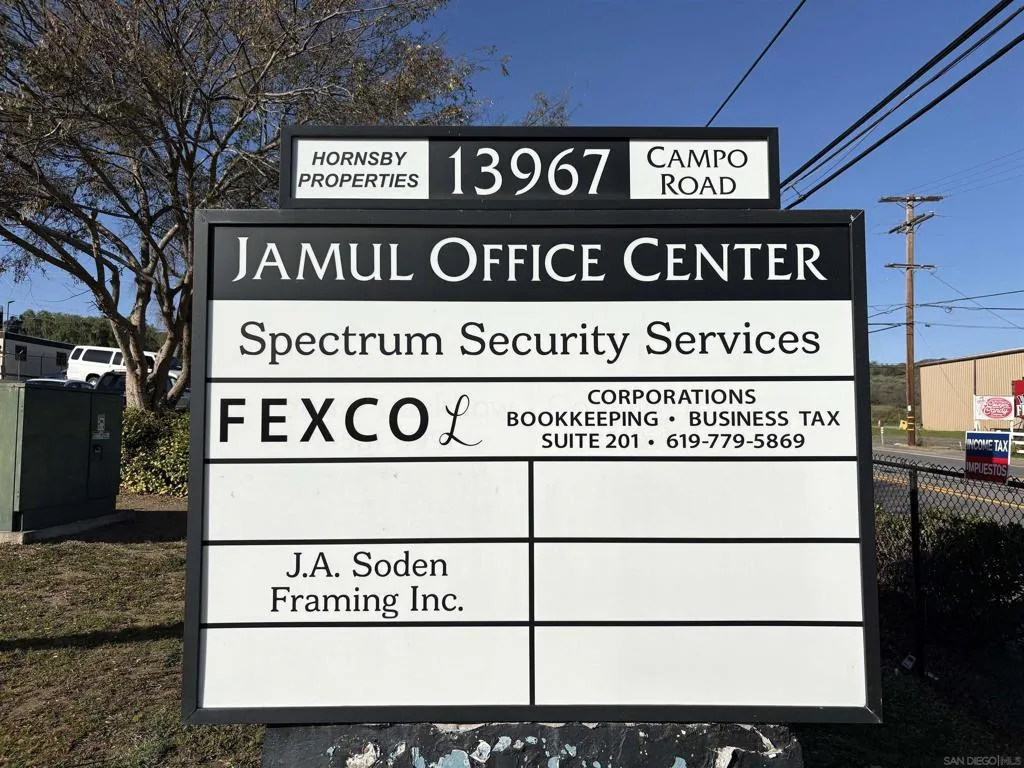 HORNSBY
PROPERTIES
13967
CAMPO
ROAD
JAMUL OFFICE CENTER
Spectrum Security Services
FEXCO L
CORPORATIONS
BOOKKEEPING • BUSINESS TAX
SUITE 201 • 619-779-5869
J.A. Soden
Framing Inc.
INCOME TAX
IMPUESTOS
SAN DIEGO MLS